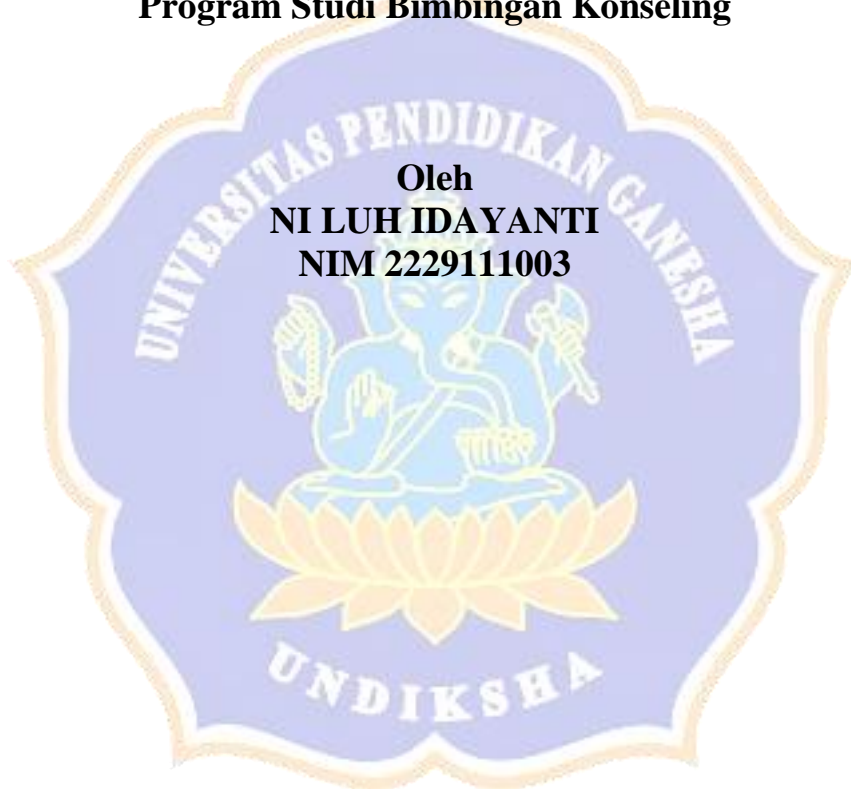 Program Studi Bimbingan Konseling
UNIVERSITAS PENDIDIKAN GANESHA
Oleh
NI LUH IDAYANTI
NIM 2229111003
UNDIKSHA